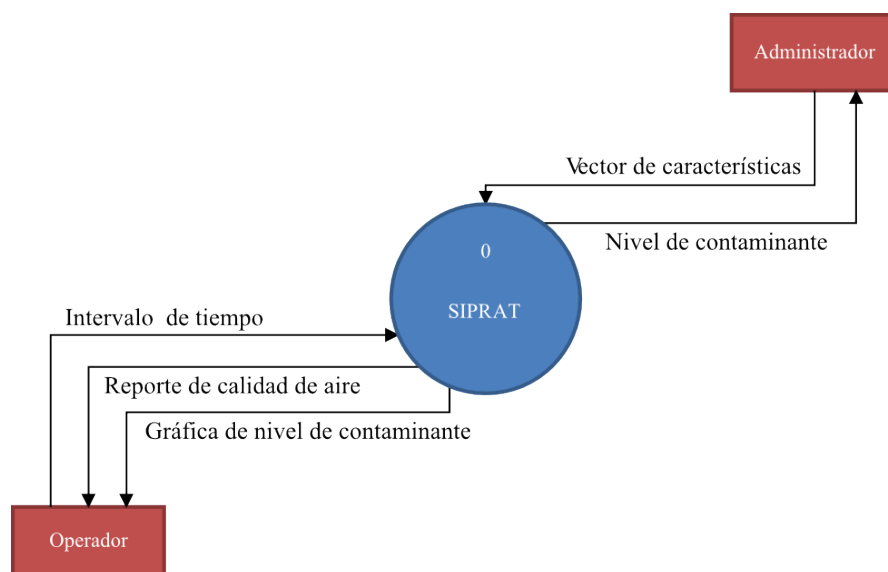 Administrador
Vector de características
Nivel de contaminante
0
SIPRAT
Intervalo de tiempo
Reporte de calidad de aire
Gráfica de nivel de contaminante
Operador